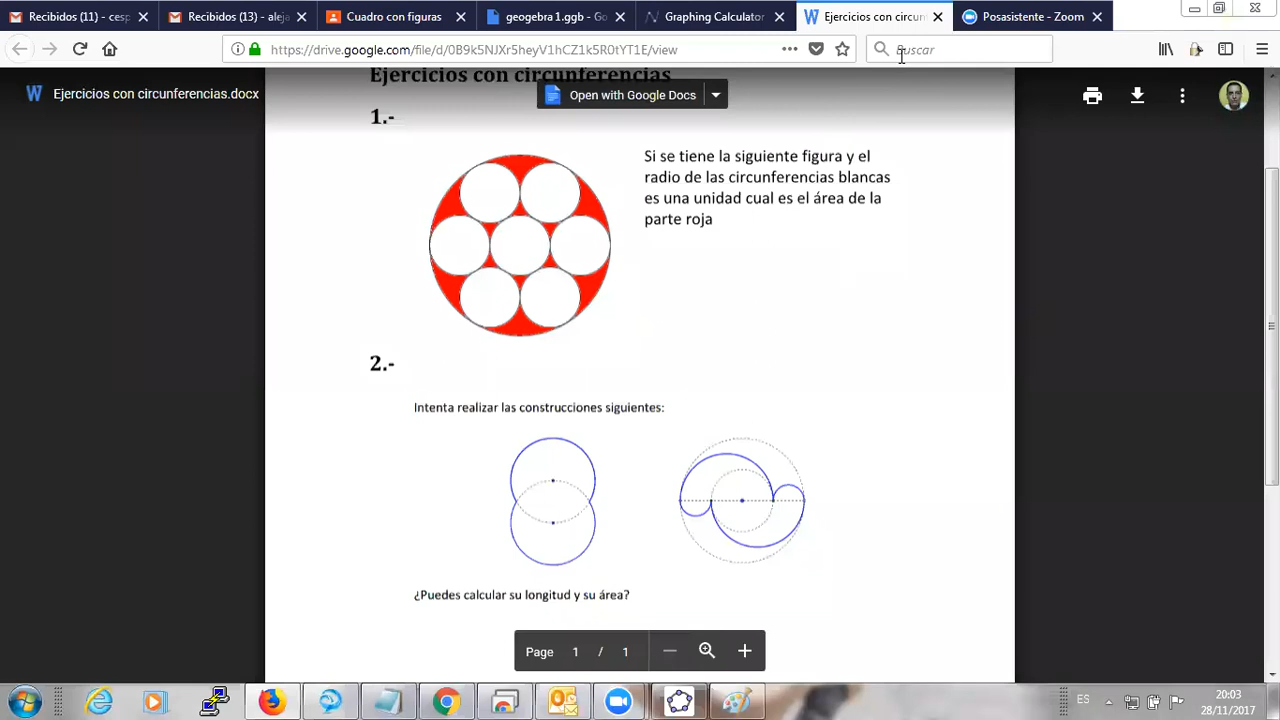 Recibidos (11) - cesp
Recibidos (13) - aleja
Cuadro con figuras
geogebra 1.ggb - Go
Graphing Calculator
Ejercicios con circun
Posasistente - Zoom
https://drive.google.com/file/d/0B9k5NJXr5heyV1hCZ1k5R0tYT1E/view
Buscar
Ejercicios con circunferencias.docx
Open with Google Docs
Ejercicios con circunferencias
1.-
Si se tiene la siguiente figura y el
radio de las circunferencias blancas
es una unidad cual es el área de la
parte roja
2.-
Intenta realizar las construcciones siguientes:
¿Puedes calcular su longitud y su área?
Page 1 / 1
ES
20:03
28/11/2017